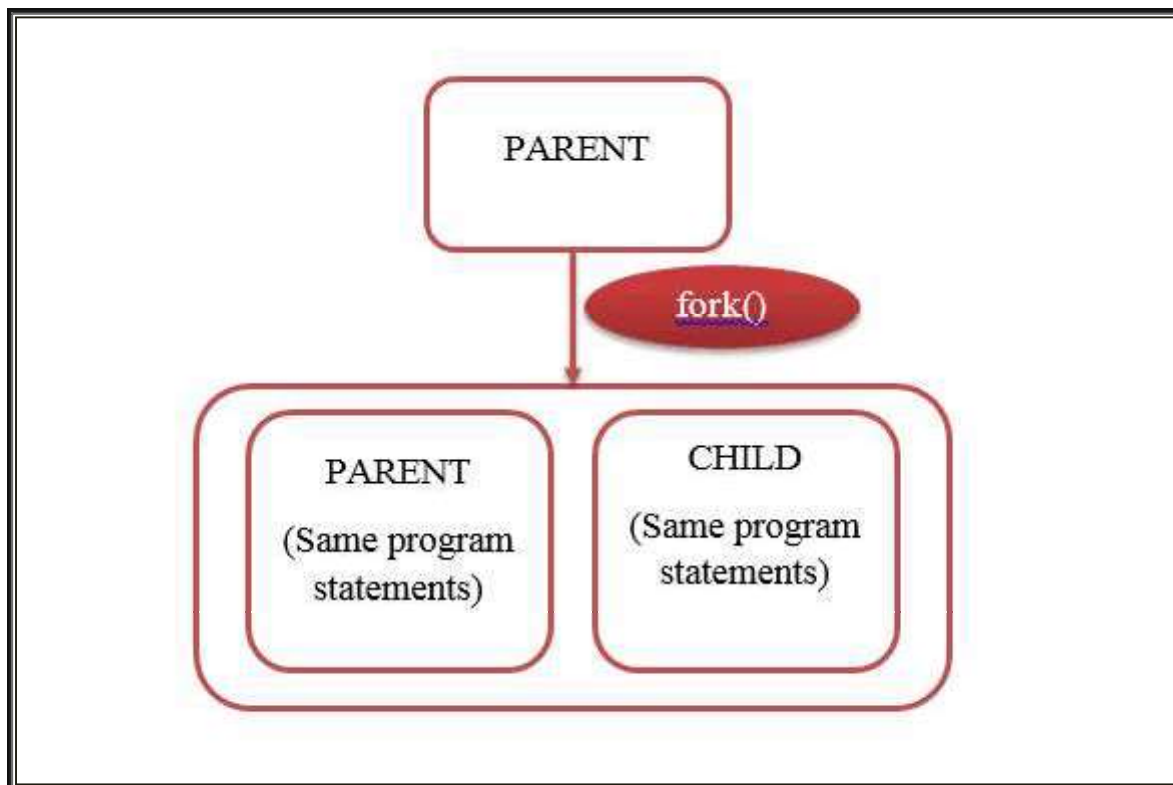 PARENT
fork()
PARENT
(Same program
statements)
CHILD
(Same program
statements)